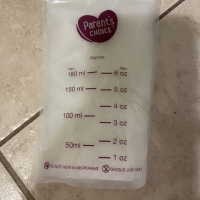 Parent's
CHOICE
Approx.
180 ml 6 oz
150 ml 5 oz
4 oz
100 ml 3 oz
50ml 2 oz
1 oz
DO NOT HEAT IN MICROWAVE SINGLE USE ONLY